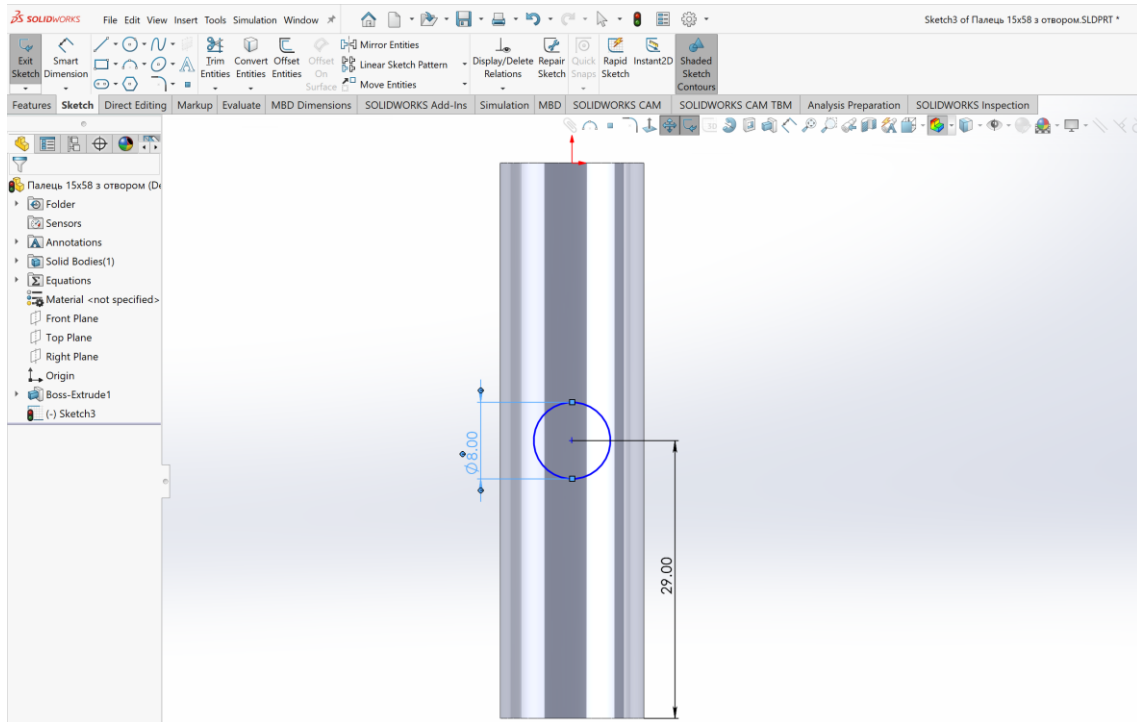 SOLIDWORKS File Edit View Insert Tools Simulation Window Sketch3 of Палець 15x58 з отвором.SLDPRT *
Exit Sketch Smart Dimension Trim Entities Convert Entities Offset Entities Offset On Surface Mirror Entities Linear Sketch Pattern Move Entities Display/Delete Relations Repair Sketch Quick Snaps Rapid Sketch Instant2D Shaded Sketch Contours
Features Sketch Direct Editing Markup Evaluate MBD Dimensions SOLIDWORKS Add-Ins Simulation MBD SOLIDWORKS CAM SOLIDWORKS CAM TBM Analysis Preparation SOLIDWORKS Inspection
Палець 15x58 з отвором (De
Folder
Sensors
Annotations
Solid Bodies(1)
Equations
Material <not specified>
Front Plane
Top Plane
Right Plane
Origin
Boss-Extrude1
(-) Sketch3
Ø8.00
29.00